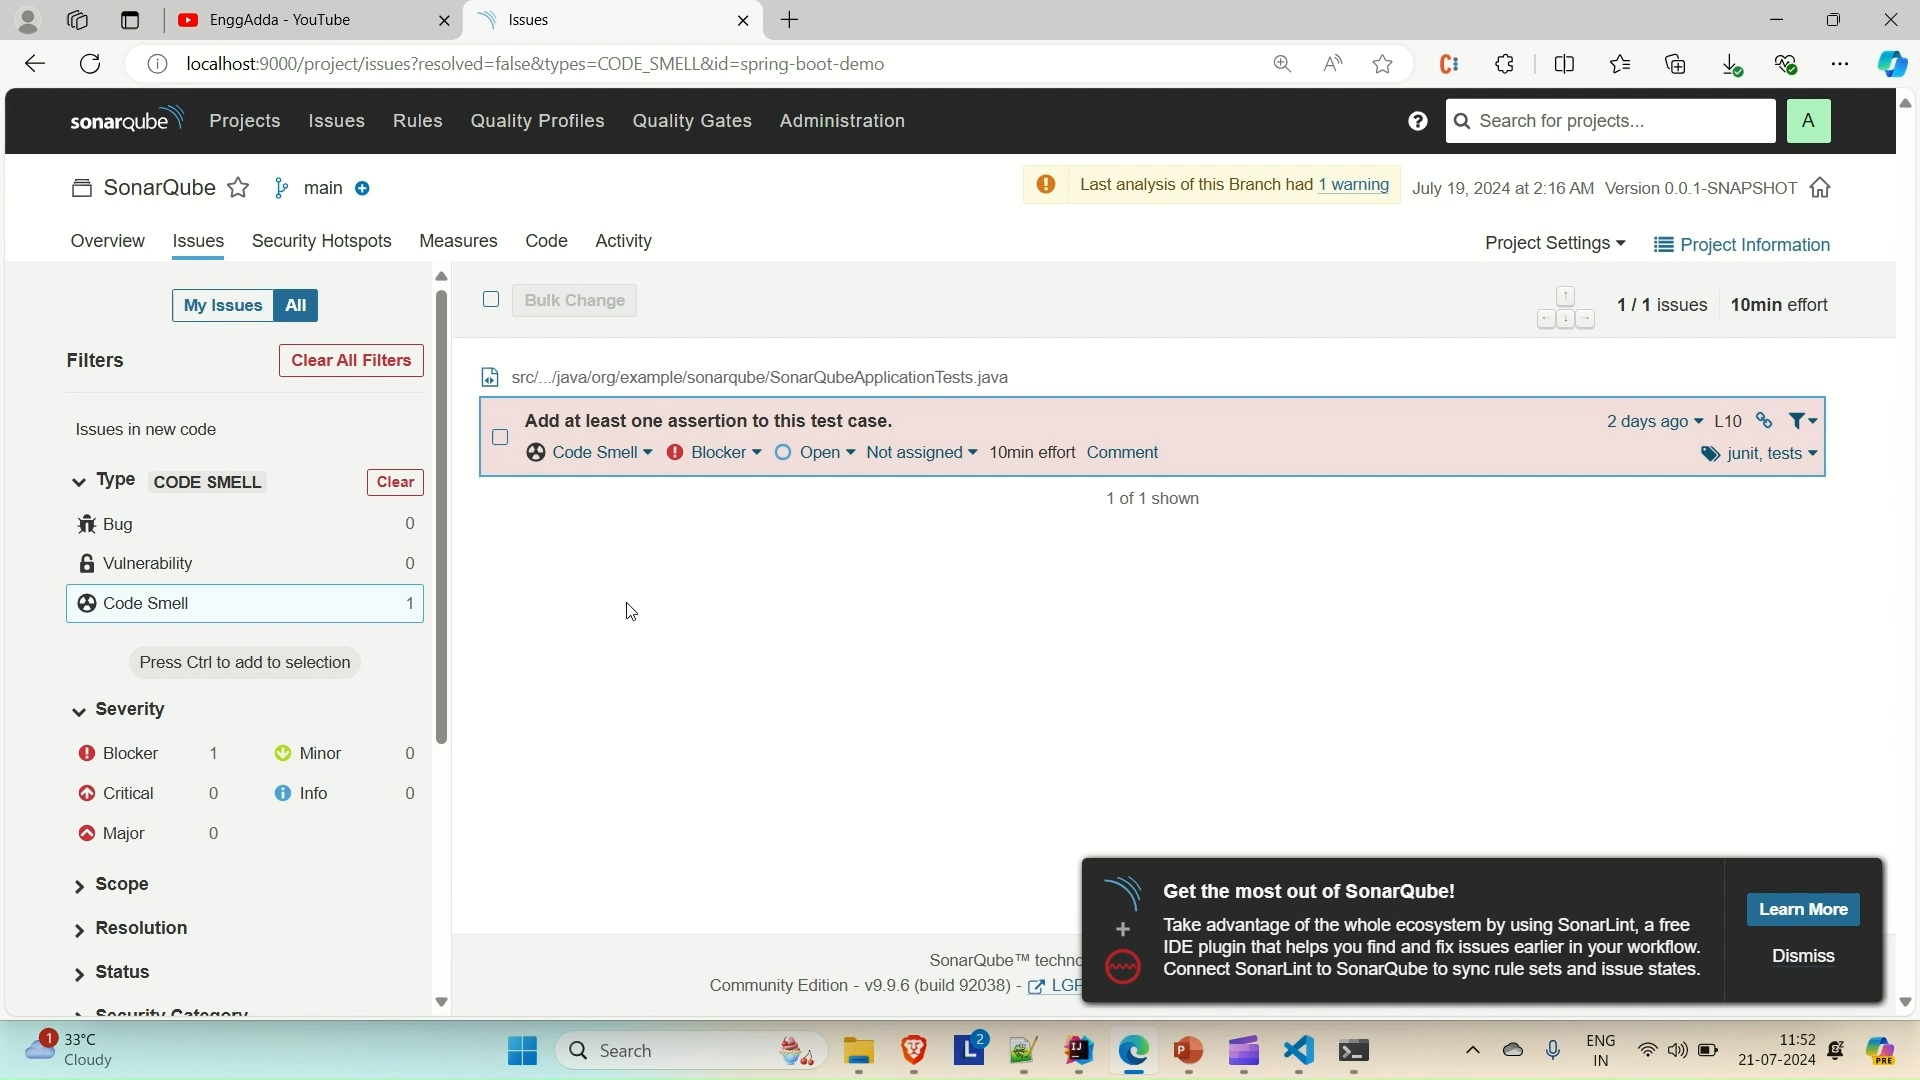 EnggAdda - YouTube
Issues
localhost:9000/project/issues?resolved=false&types=CODE_SMELL&id=spring-boot-demo
sonarqube Projects Issues Rules Quality Profiles Quality Gates Administration Search for projects... A
SonarQube main Last analysis of this Branch had 1 warning July 19, 2024 at 2:16 AM Version 0.0.1-SNAPSHOT
Overview Issues Security Hotspots Measures Code Activity Project Settings Project Information
My Issues All
Bulk Change 1 / 1 issues 10min effort
Filters Clear All Filters
src/.../java/org/example/sonarqube/SonarQubeApplicationTests.java
Add at least one assertion to this test case. 2 days ago L10
Code Smell Blocker Open Not assigned 10min effort Comment junit, tests
1 of 1 shown
Issues in new code
Type CODE SMELL Clear
Bug 0
Vulnerability 0
Code Smell 1
Press Ctrl to add to selection
Severity
Blocker 1 Minor 0
Critical 0 Info 0
Major 0
Scope
Resolution
Status
Security Category
SonarQube™ techno
Community Edition - v9.9.6 (build 92038) - LGP
Get the most out of SonarQube!
Take advantage of the whole ecosystem by using SonarLint, a free
IDE plugin that helps you find and fix issues earlier in your workflow.
Connect SonarLint to SonarQube to sync rule sets and issue states.
Learn More
Dismiss
1 33°C
Cloudy
Search
2
ENG
IN
11:52
21-07-2024
PRE